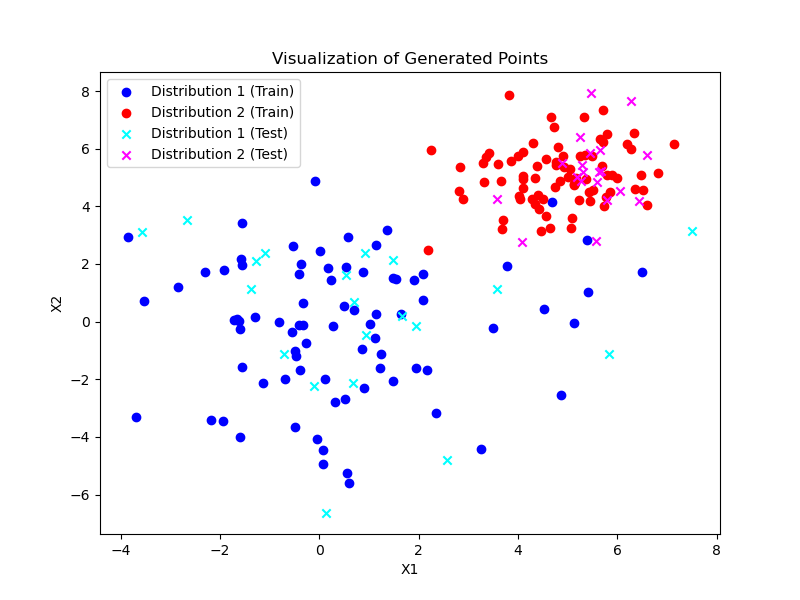 Visualization of Generated Points
Distribution 1 (Train)
Distribution 2 (Train)
Distribution 1 (Test)
Distribution 2 (Test)
8
6
4
2
0
−2
−4
−6
X2
−4 −2 0 2 4 6 8
X1